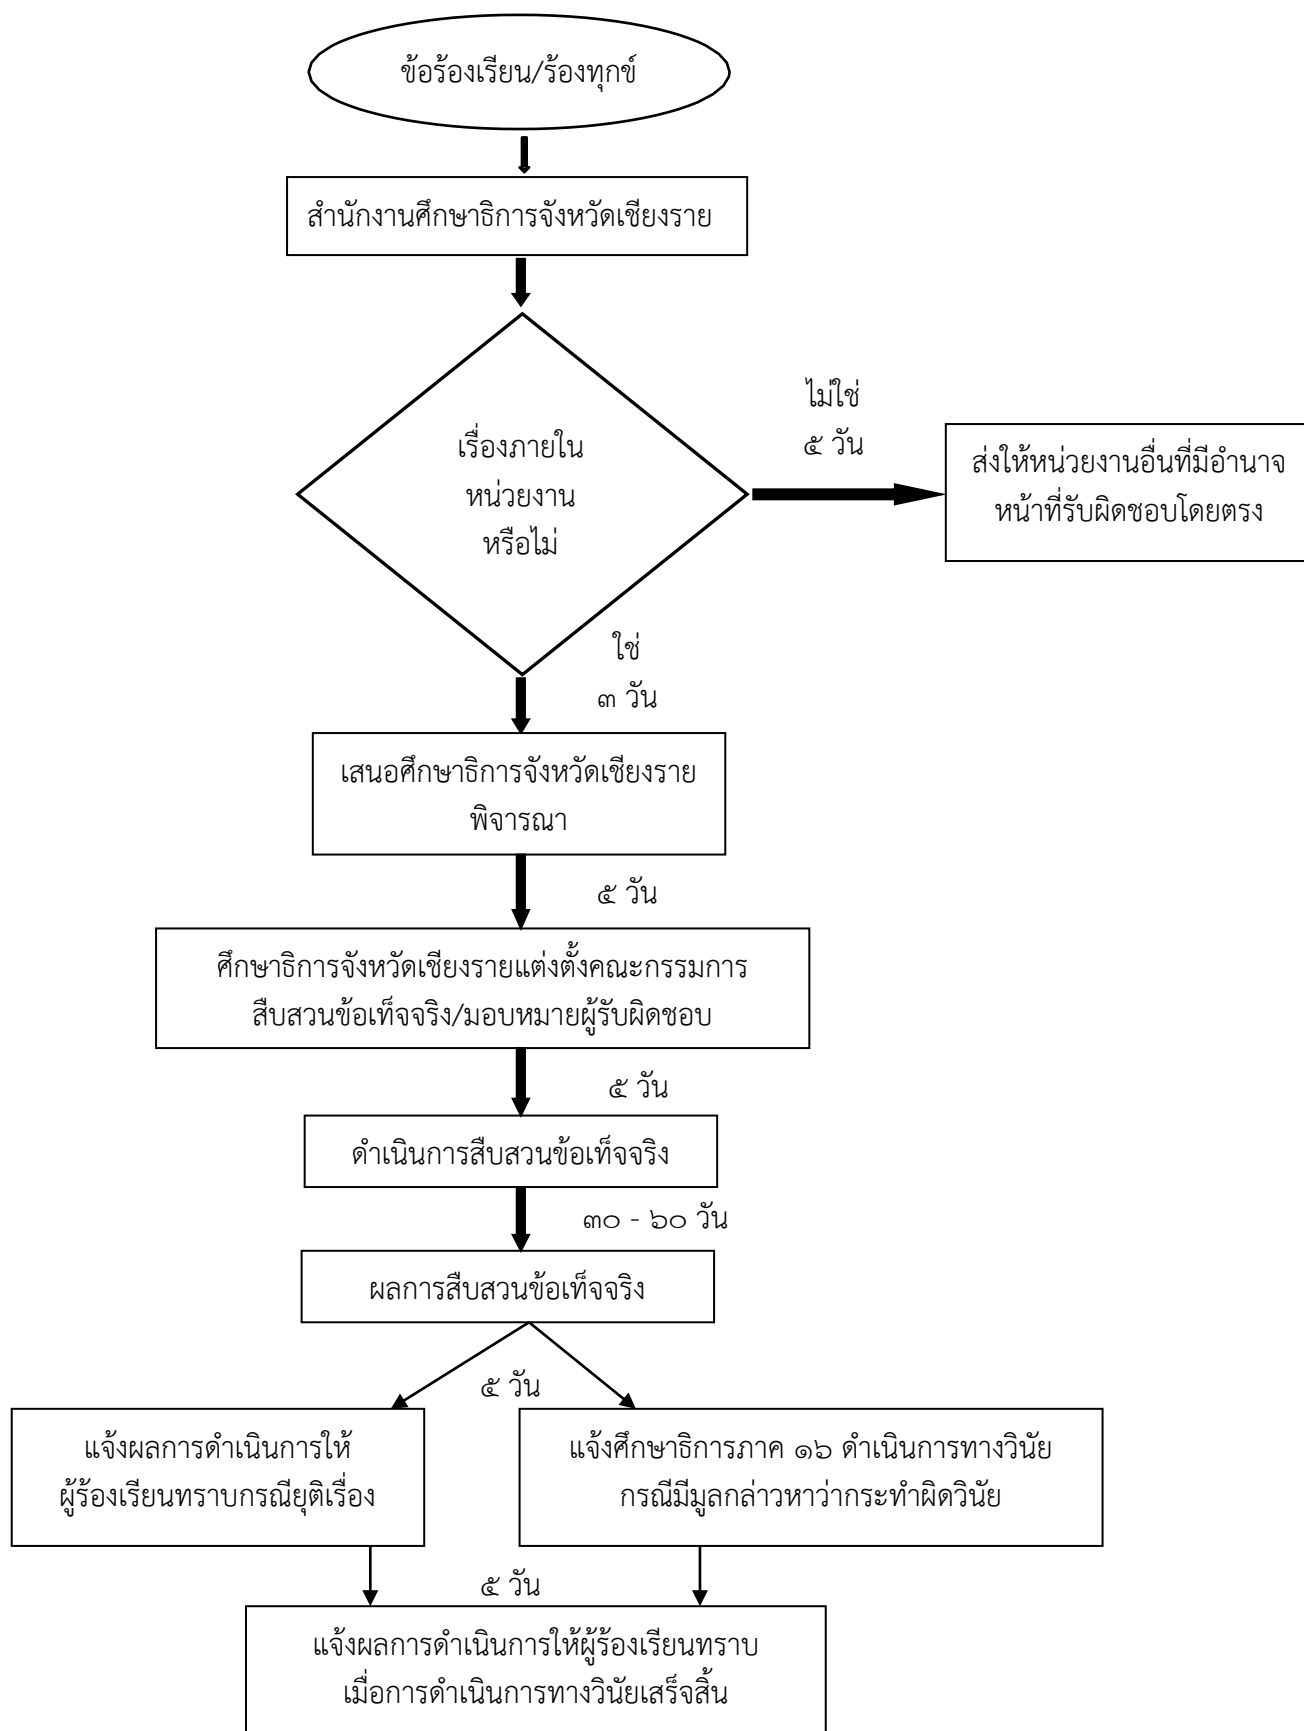 ข้อร้องเรียน/ร้องทุกข์
สำนักงานศึกษาธิการจังหวัดเชียงราย
เรื่องภายใน
หน่วยงาน
หรือไม่
ไม่ใช่
๕ วัน
ส่งให้หน่วยงานอื่นที่มีอำนาจ
หน้าที่รับผิดชอบโดยตรง
ใช่
๓ วัน
เสนอศึกษาธิการจังหวัดเชียงราย
พิจารณา
๕ วัน
ศึกษาธิการจังหวัดเชียงรายแต่งตั้งคณะกรรมการ
สืบสวนข้อเท็จจริง/มอบหมายผู้รับผิดชอบ
๕ วัน
ดำเนินการสืบสวนข้อเท็จจริง
๓๐ - ๖๐ วัน
ผลการสืบสวนข้อเท็จจริง
๕ วัน
แจ้งผลการดำเนินการให้
ผู้ร้องเรียนทราบกรณียุติเรื่อง
แจ้งศึกษาธิการภาค ๑๖ ดำเนินการทางวินัย
กรณีมีมูลกล่าวหาว่ากระทำผิดวินัย
๕ วัน
แจ้งผลการดำเนินการให้ผู้ร้องเรียนทราบ
เมื่อการดำเนินการทางวินัยเสร็จสิ้น